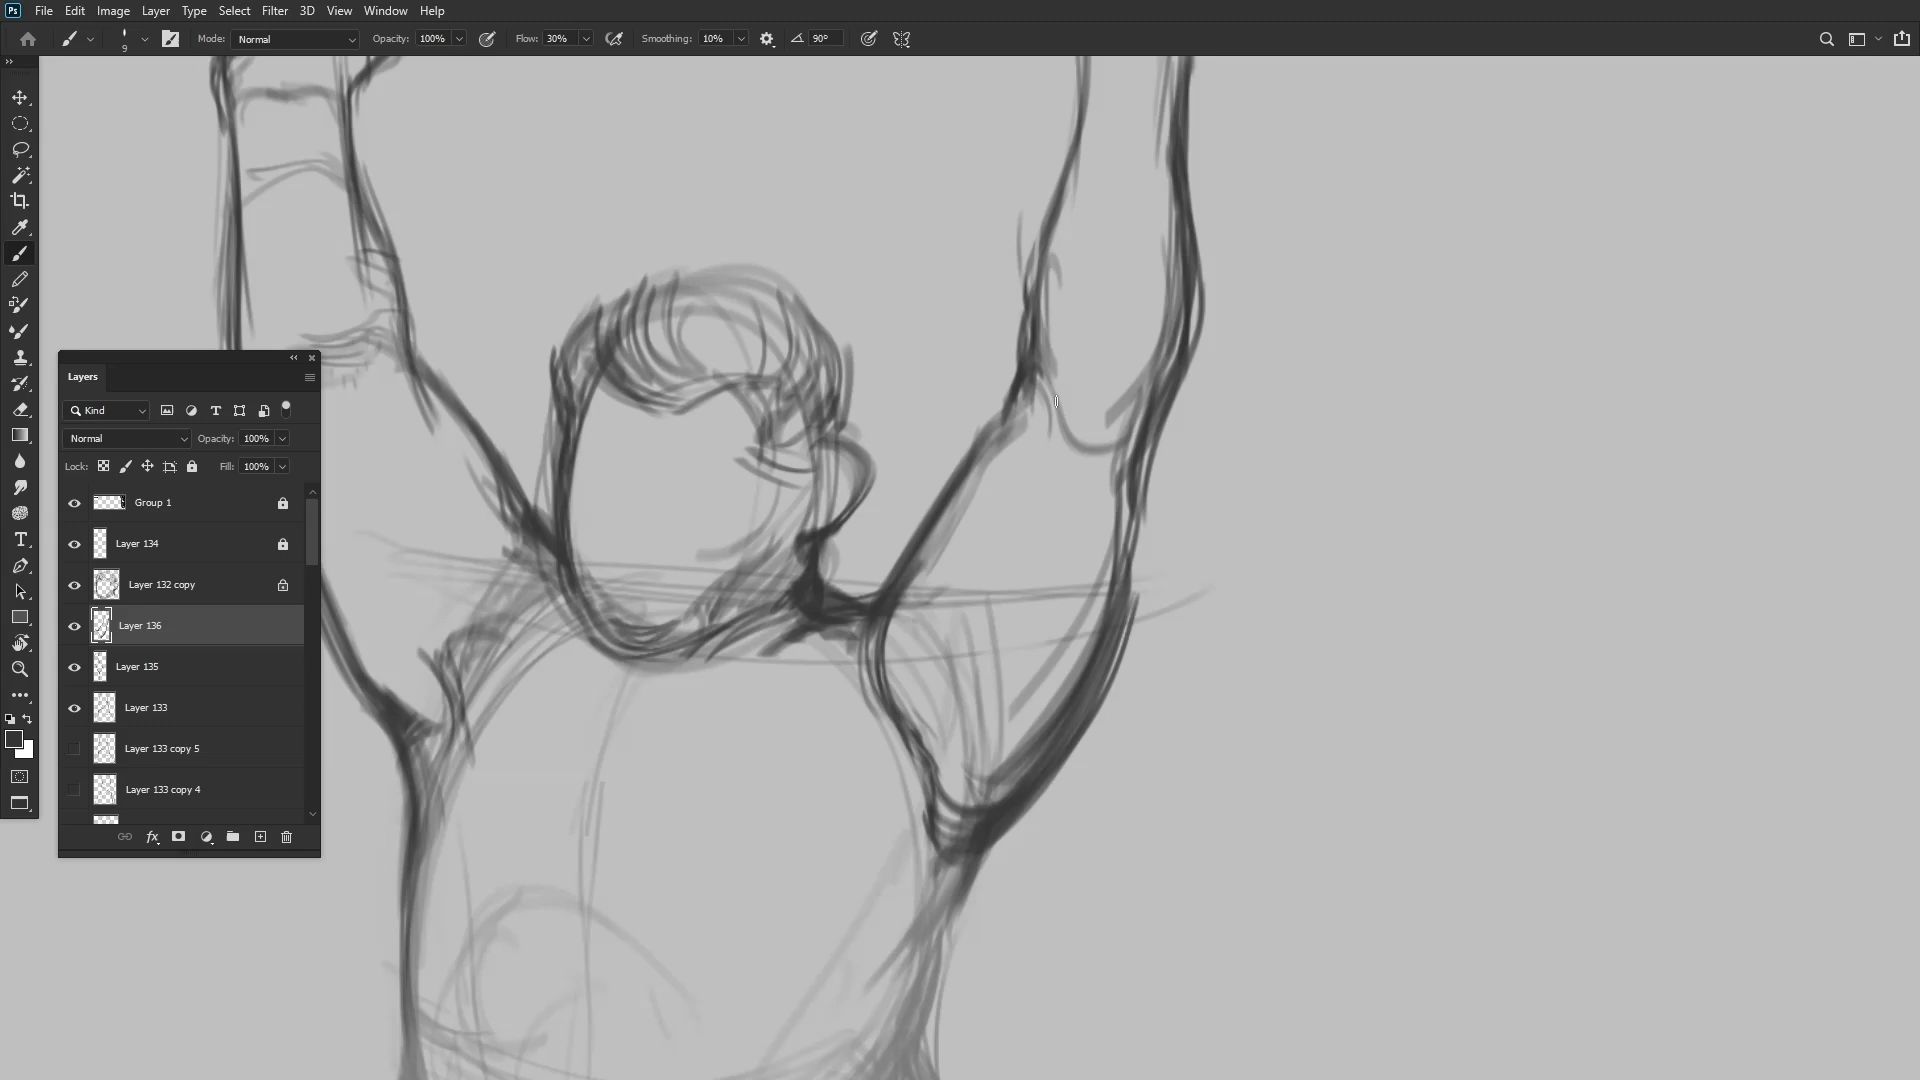 Ps File Edit Image Layer Type Select Filter 3D View Window Help
9 Mode: Normal Opacity: 100% Flow: 30% Smoothing: 10% 90°
Layers
Kind
Normal Opacity: 100%
Lock: Fill: 100%
Group 1
Layer 134
Layer 132 copy
Layer 136
Layer 135
Layer 133
Layer 133 copy 5
Layer 133 copy 4
fx